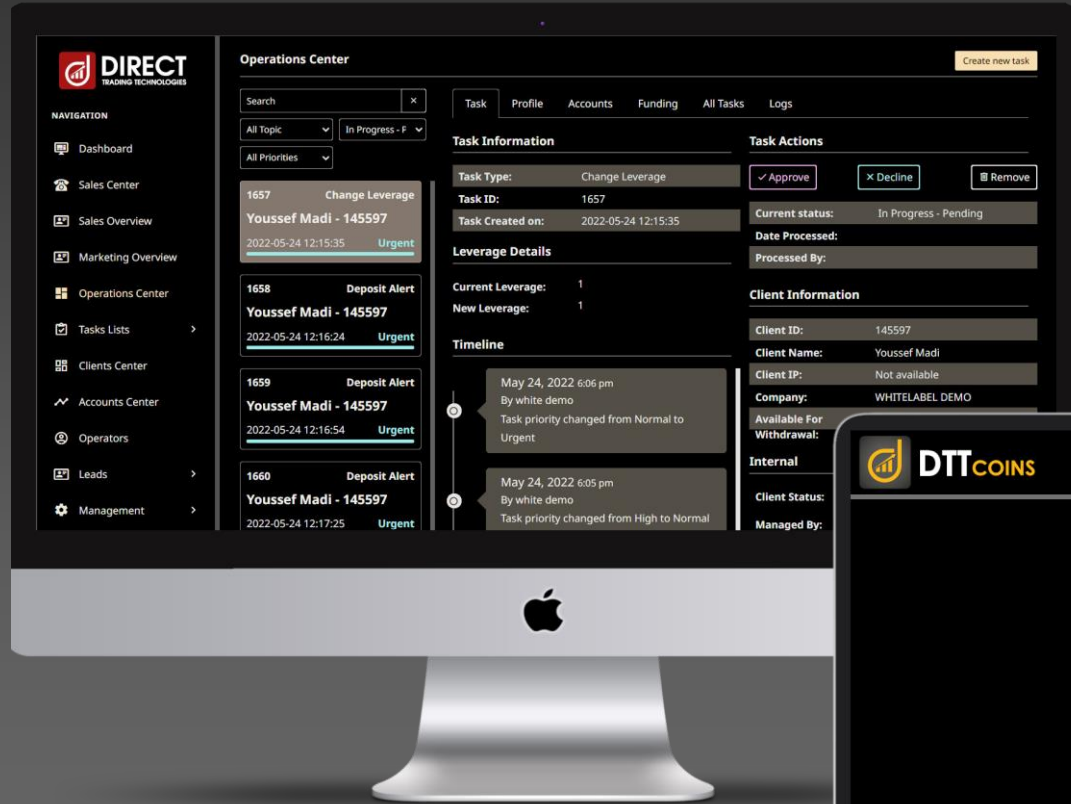 DIRECT
TRADING TECHNOLOGIES
NAVIGATION
Dashboard
Sales Center
Sales Overview
Marketing Overview
Operations Center
Tasks Lists
Clients Center
Accounts Center
Operators
Leads
Management
Operations Center
Create new task
Search
All Topic
In Progress - F
All Priorities
1657 Change Leverage
Youssef Madi - 145597
2022-05-24 12:15:35 Urgent
1658 Deposit Alert
Youssef Madi - 145597
2022-05-24 12:16:24 Urgent
1659 Deposit Alert
Youssef Madi - 145597
2022-05-24 12:16:54 Urgent
1660 Deposit Alert
Youssef Madi - 145597
2022-05-24 12:17:25 Urgent
Task Profile Accounts Funding All Tasks Logs
Task Information
Task Type: Change Leverage
Task ID: 1657
Task Created on: 2022-05-24 12:15:35
Leverage Details
Current Leverage: 1
New Leverage: 1
Timeline
May 24, 2022 6:06 pm
By white demo
Task priority changed from Normal to
Urgent
May 24, 2022 6:05 pm
By white demo
Task priority changed from High to Normal
Task Actions
Approve
Decline
Remove
Current status: In Progress - Pending
Date Processed:
Processed By:
Client Information
Client ID: 145597
Client Name: Youssef Madi
Client IP: Not available
Company: WHITELABEL DEMO
Available For
Withdrawal:
Internal
Client Status:
Managed By:
DTTCOINS